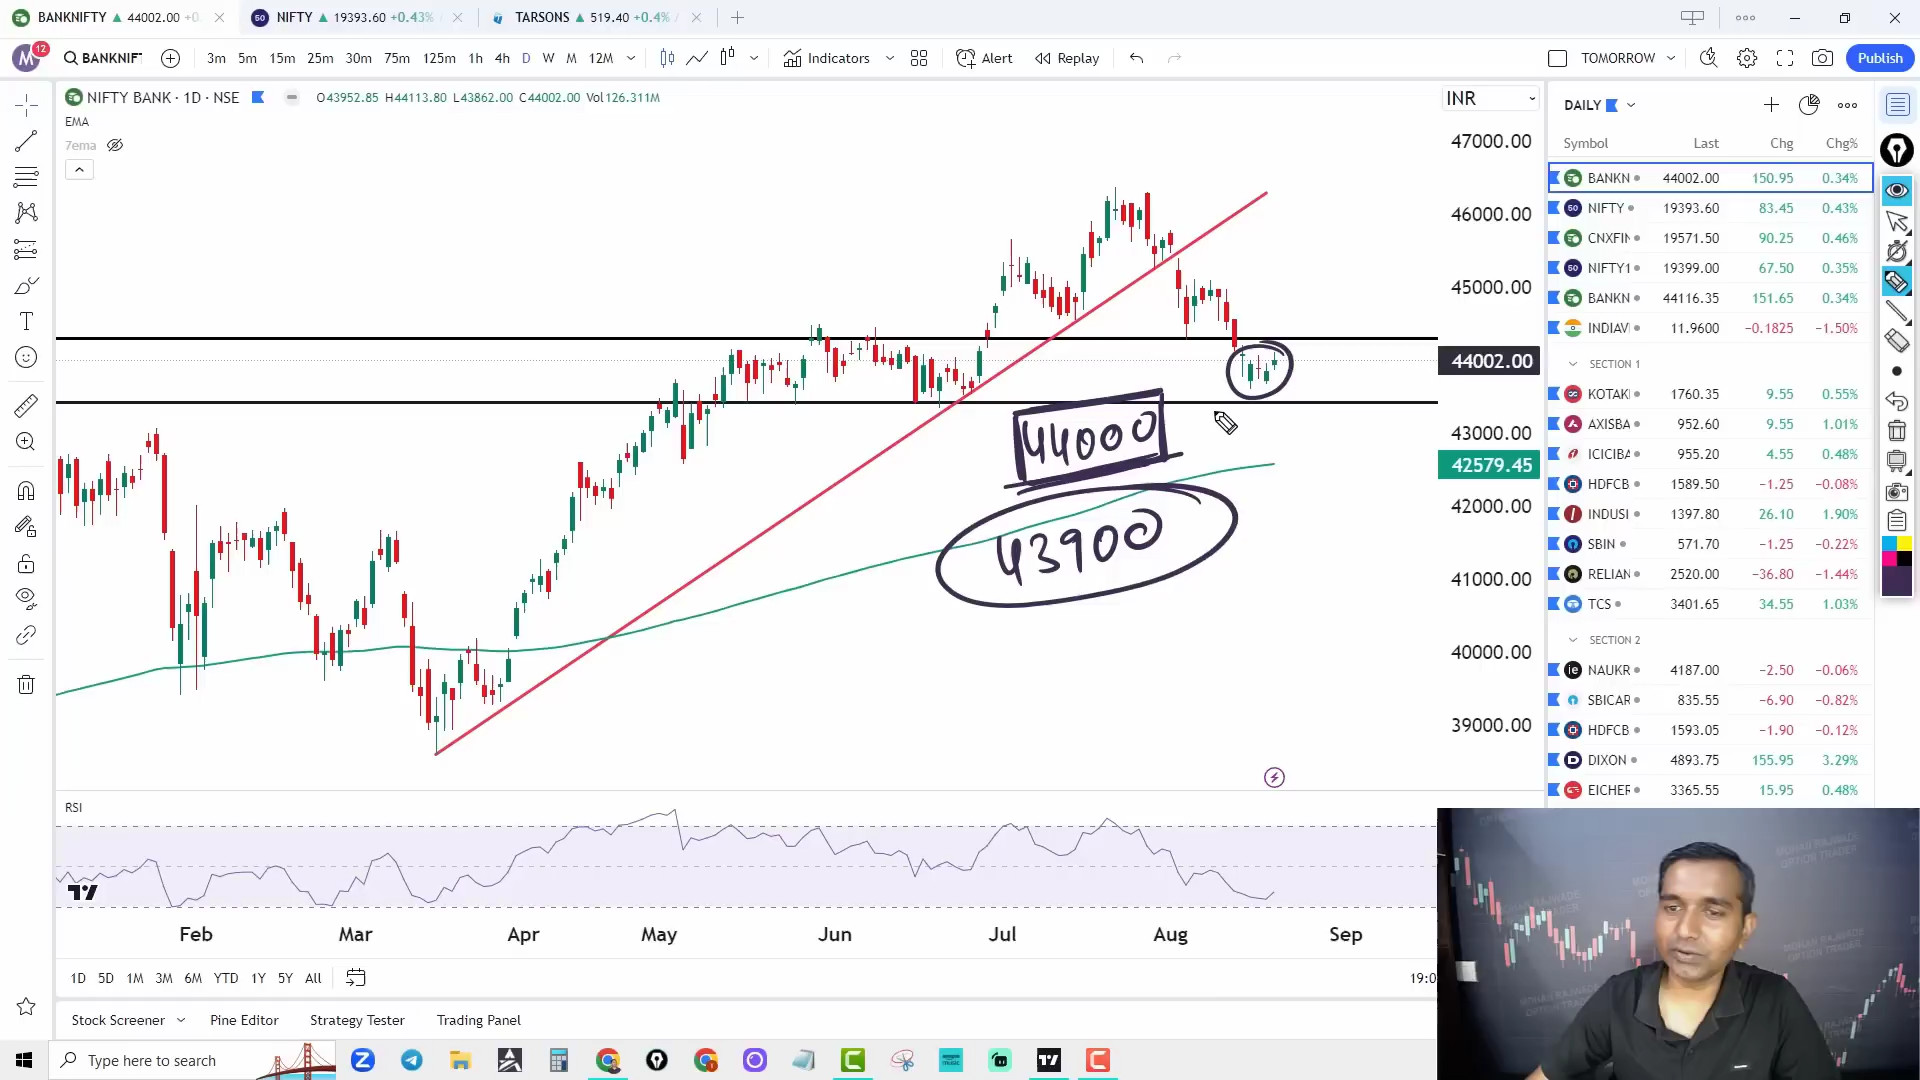 BANKNIFTY ▲ 44002.00 +0. NIFTY ▲ 19393.60 +0.43% TARSONS ▲ 519.40 +0.4% /
M 12 BANKNIFT 3m 5m 15m 25m 30m 75m 125m 1h 4h D W M 12M Indicators Alert Replay TOMORROW Publish
NIFTY BANK · 1D · NSE O43952.85 H44113.80 L43862.00 C44002.00 Vol126.311M
EMA
7ema
INR
47000.00
46000.00
45000.00
44002.00
43000.00
42579.45
42000.00
41000.00
40000.00
39000.00
44000
43900
RSI
Feb Mar Apr May Jun Jul Aug Sep
1D 5D 1M 3M 6M YTD 1Y 5Y All 19:0
Stock Screener Pine Editor Strategy Tester Trading Panel
Type here to search
DAILY
Symbol Last Chg Chg%
BANKN 44002.00 150.95 0.34%
50 NIFTY 19393.60 83.45 0.43%
CNXFIN 19571.50 90.25 0.46%
50 NIFTY1 19399.00 67.50 0.35%
BANKN 44116.35 151.65 0.34%
INDIAV 11.9600 −0.1825 −1.50%
SECTION 1
KOTAK 1760.35 9.55 0.55%
AXISBA 952.60 9.55 1.01%
ICICIBA 955.20 4.55 0.48%
HDFCB 1589.50 −1.25 −0.08%
INDUSI 1397.80 26.10 1.90%
SBIN 571.70 −1.25 −0.22%
RELIAN 2520.00 −36.80 −1.44%
TCS 3401.65 34.55 1.03%
SECTION 2
NAUKR 4187.00 −2.50 −0.06%
SBICAR 835.55 −6.90 −0.82%
HDFCB 1593.05 −1.90 −0.12%
DIXON 4893.75 155.95 3.29%
EICHER 3365.55 15.95 0.48%
MOHAN RAJWADE
OPTION TRADER